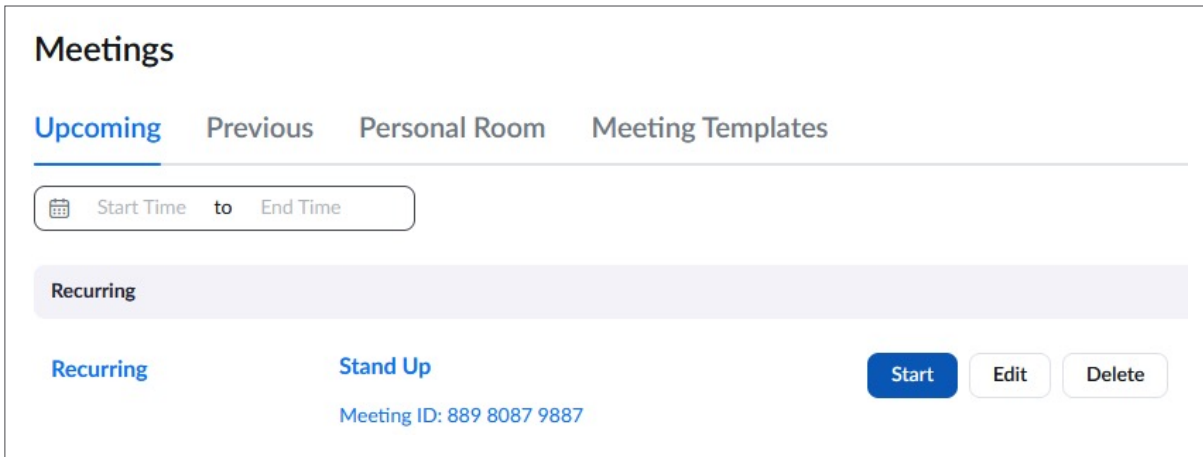 Meetings
Upcoming Previous Personal Room Meeting Templates
Start Time to End Time
Recurring
Recurring Stand Up Start Edit Delete
Meeting ID: 889 8087 9887